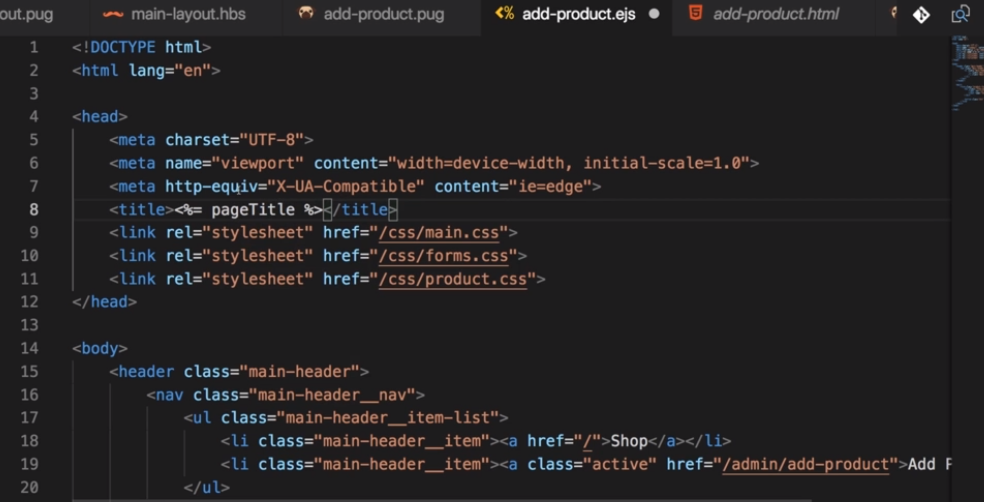 out.pug main-layout.hbs add-product.pug <% add-product.ejs add-product.html
1 <!DOCTYPE html>
2 <html lang="en">
3
4 <head>
5 <meta charset="UTF-8">
6 <meta name="viewport" content="width=device-width, initial-scale=1.0">
7 <meta http-equiv="X-UA-Compatible" content="ie=edge">
8 <title><%= pageTitle %></title>
9 <link rel="stylesheet" href="/css/main.css">
10 <link rel="stylesheet" href="/css/forms.css">
11 <link rel="stylesheet" href="/css/product.css">
12 </head>
13
14 <body>
15 <header class="main-header">
16 <nav class="main-header__nav">
17 <ul class="main-header__item-list">
18 <li class="main-header__item"><a href="/">Shop</a></li>
19 <li class="main-header__item"><a class="active" href="/admin/add-product">Add
20 </ul>